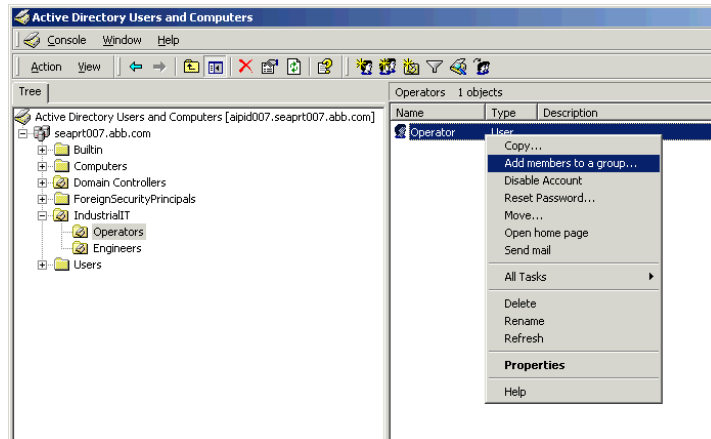 Active Directory Users and Computers
Console Window Help
Action View
Tree
Operators 1 objects
Active Directory Users and Computers [aipid007.seaprt007.abb.com]
seaprt007.abb.com
Builtin
Computers
Domain Controllers
ForeignSecurityPrincipals
IndustrialIT
Operators
Engineers
Users
Name Type Description
Operator User
Copy...
Add members to a group...
Disable Account
Reset Password...
Move...
Open home page
Send mail
All Tasks
Delete
Rename
Refresh
Properties
Help